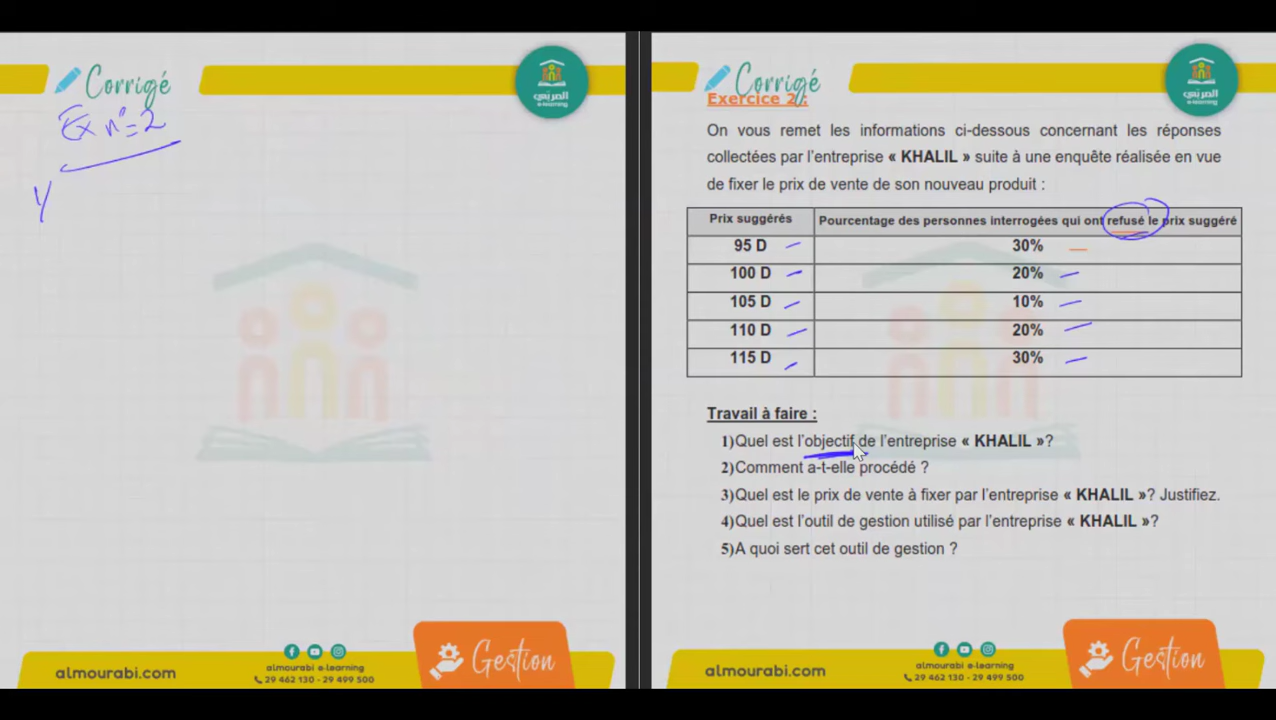 Corrigé
المربّي
e-learning
Ex n°=2
1/
almourabi.com
almourabi e-learning
29 462 130 - 29 499 500
Gestion
Corrigé
المربّي
e-learning
Exercice 2 :
On vous remet les informations ci-dessous concernant les réponses
collectées par l'entreprise « KHALIL » suite à une enquête réalisée en vue
de fixer le prix de vente de son nouveau produit :
Prix suggérés Pourcentage des personnes interrogées qui ont refusé le prix suggéré
95 D 30%
100 D 20%
105 D 10%
110 D 20%
115 D 30%
Travail à faire :
1)Quel est l'objectif de l'entreprise « KHALIL »?
2)Comment a-t-elle procédé ?
3)Quel est le prix de vente à fixer par l'entreprise « KHALIL »? Justifiez.
4)Quel est l'outil de gestion utilisé par l'entreprise « KHALIL »?
5)A quoi sert cet outil de gestion ?
almourabi.com
almourabi e-learning
29 462 130 - 29 499 500
Gestion